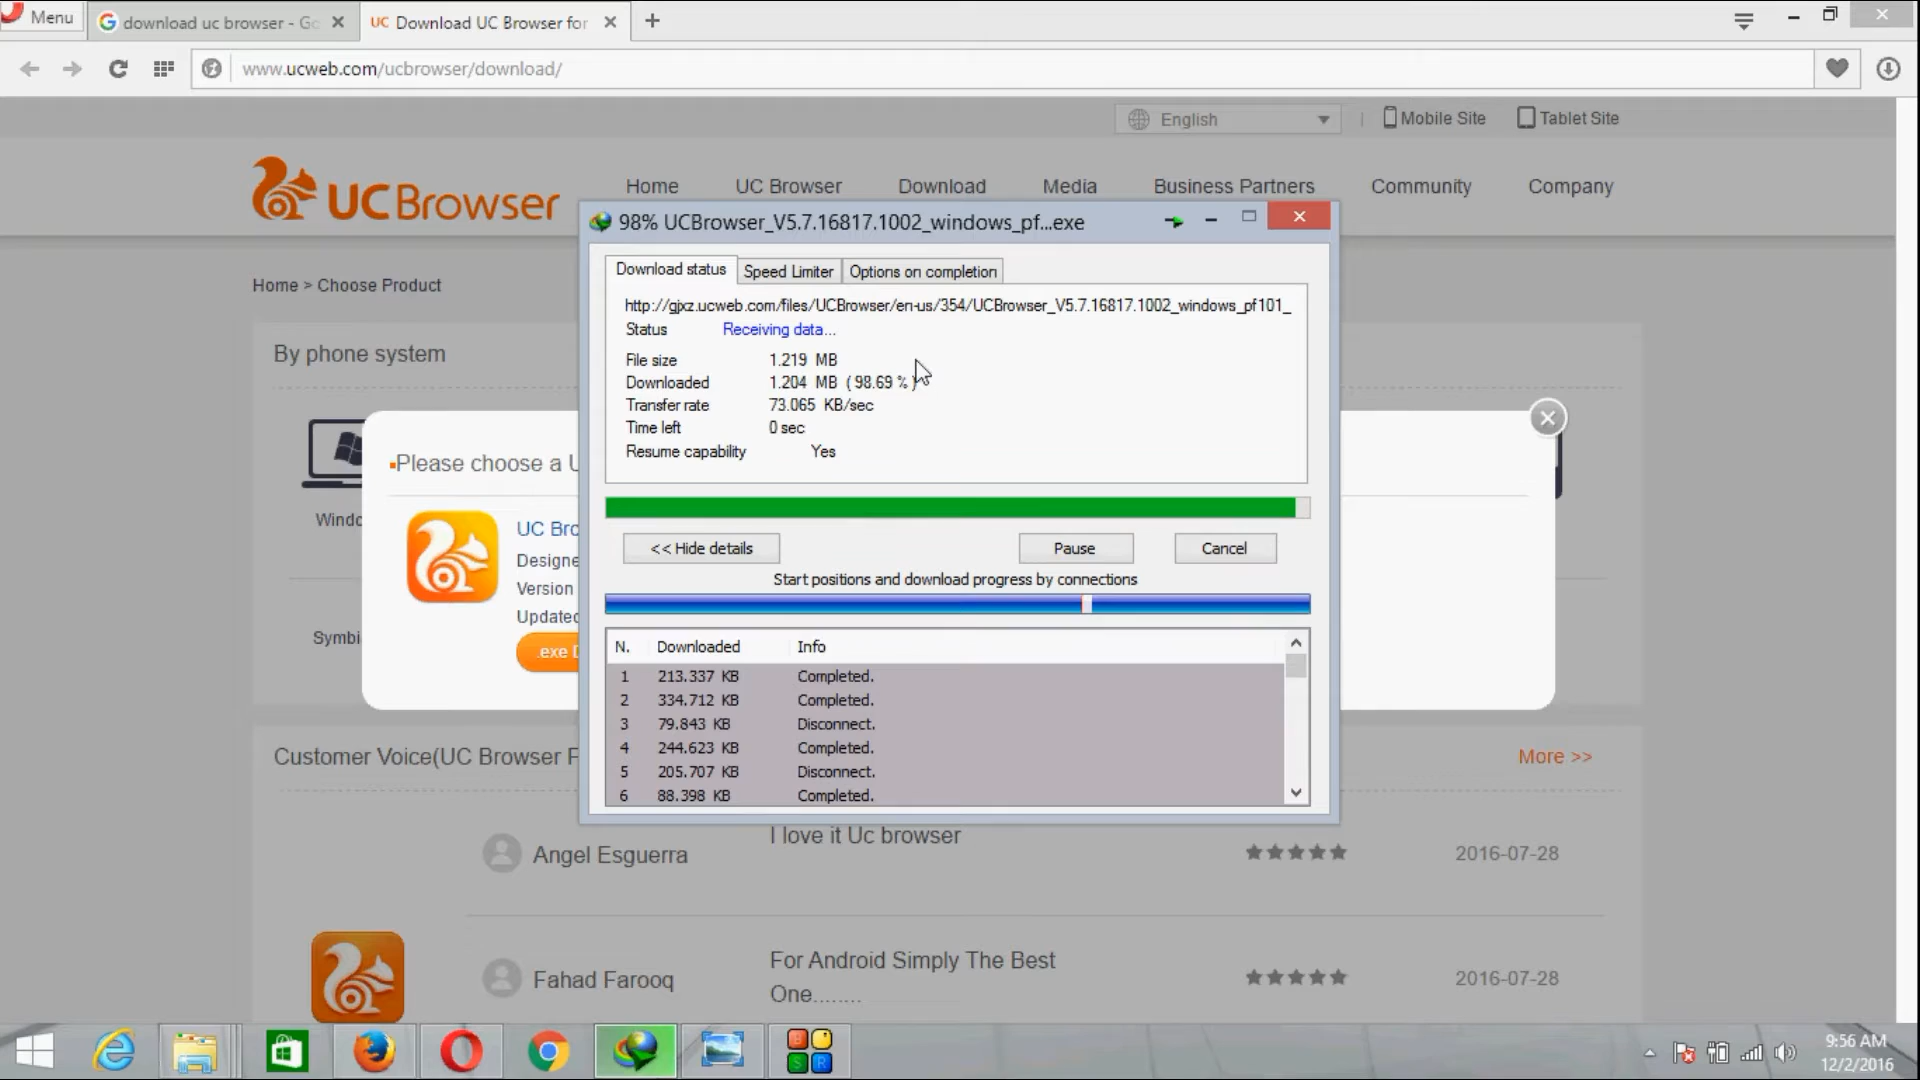 Menu
download uc browser - Go
UC Download UC Browser for
www.ucweb.com/ucbrowser/download/
English
Mobile Site
Tablet Site
UC Browser
Home
UC Browser
Download
Media
Business Partners
Community
Company
98% UCBrowser_V5.7.16817.1002_windows_pf...exe
Download status
Speed Limiter
Options on completion
Home > Choose Product
http://gjxz.ucweb.com/files/UCBrowser/en-us/354/UCBrowser_V5.7.16817.1002_windows_pf101_
Status Receiving data...
By phone system
File size 1.219 MB
Downloaded 1.204 MB ( 98.69 % )
Transfer rate 73.065 KB/sec
Time left 0 sec
Resume capability Yes
Please choose a U
Windo
UC Bro
Designe
Version
Updated
.exe D
Symbi
<< Hide details
Pause
Cancel
Start positions and download progress by connections
N. Downloaded Info
1 213.337 KB Completed.
2 334.712 KB Completed.
3 79.843 KB Disconnect.
4 244.623 KB Completed.
5 205.707 KB Disconnect.
6 88.398 KB Completed.
Customer Voice(UC Browser F
More >>
I love it Uc browser
Angel Esguerra
2016-07-28
For Android Simply The Best
One........
Fahad Farooq
2016-07-28
9:56 AM
12/2/2016